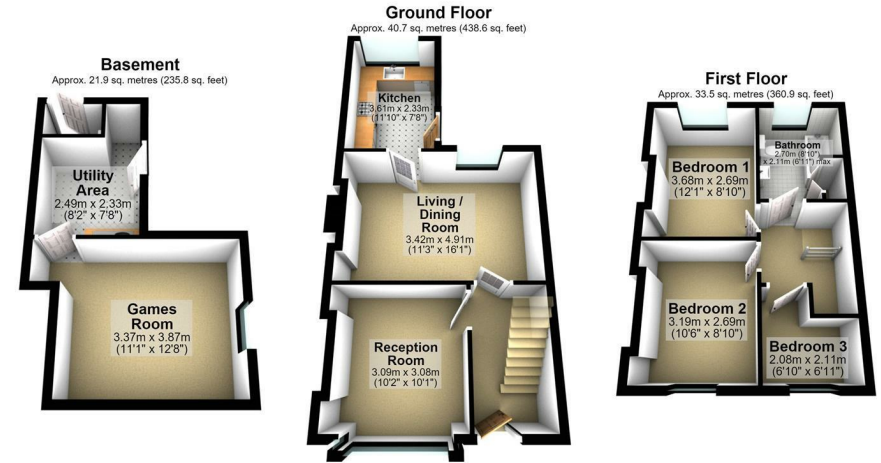 Basement
Approx. 21.9 sq. metres (235.8 sq. feet)
Utility
Area
2.49m x 2.33m
(8'2" x 7'8")
Games
Room
3.37m x 3.87m
(11'1" x 12'8")
Ground Floor
Approx. 40.7 sq. metres (438.6 sq. feet)
Kitchen
3.61m x 2.33m
(11'10" x 7'8")
Living /
Dining
Room
3.42m x 4.91m
(11'3" x 16'1")
Reception
Room
3.09m x 3.08m
(10'2" x 10'1")
First Floor
Approx. 33.5 sq. metres (360.9 sq. feet)
Bathroom
2.70m (8'10")
x 2.11m (6'11") max
Bedroom 1
3.68m x 2.69m
(12'1" x 8'10")
Bedroom 2
3.19m x 2.69m
(10'6" x 8'10")
Bedroom 3
2.08m x 2.11m
(6'10" x 6'11")